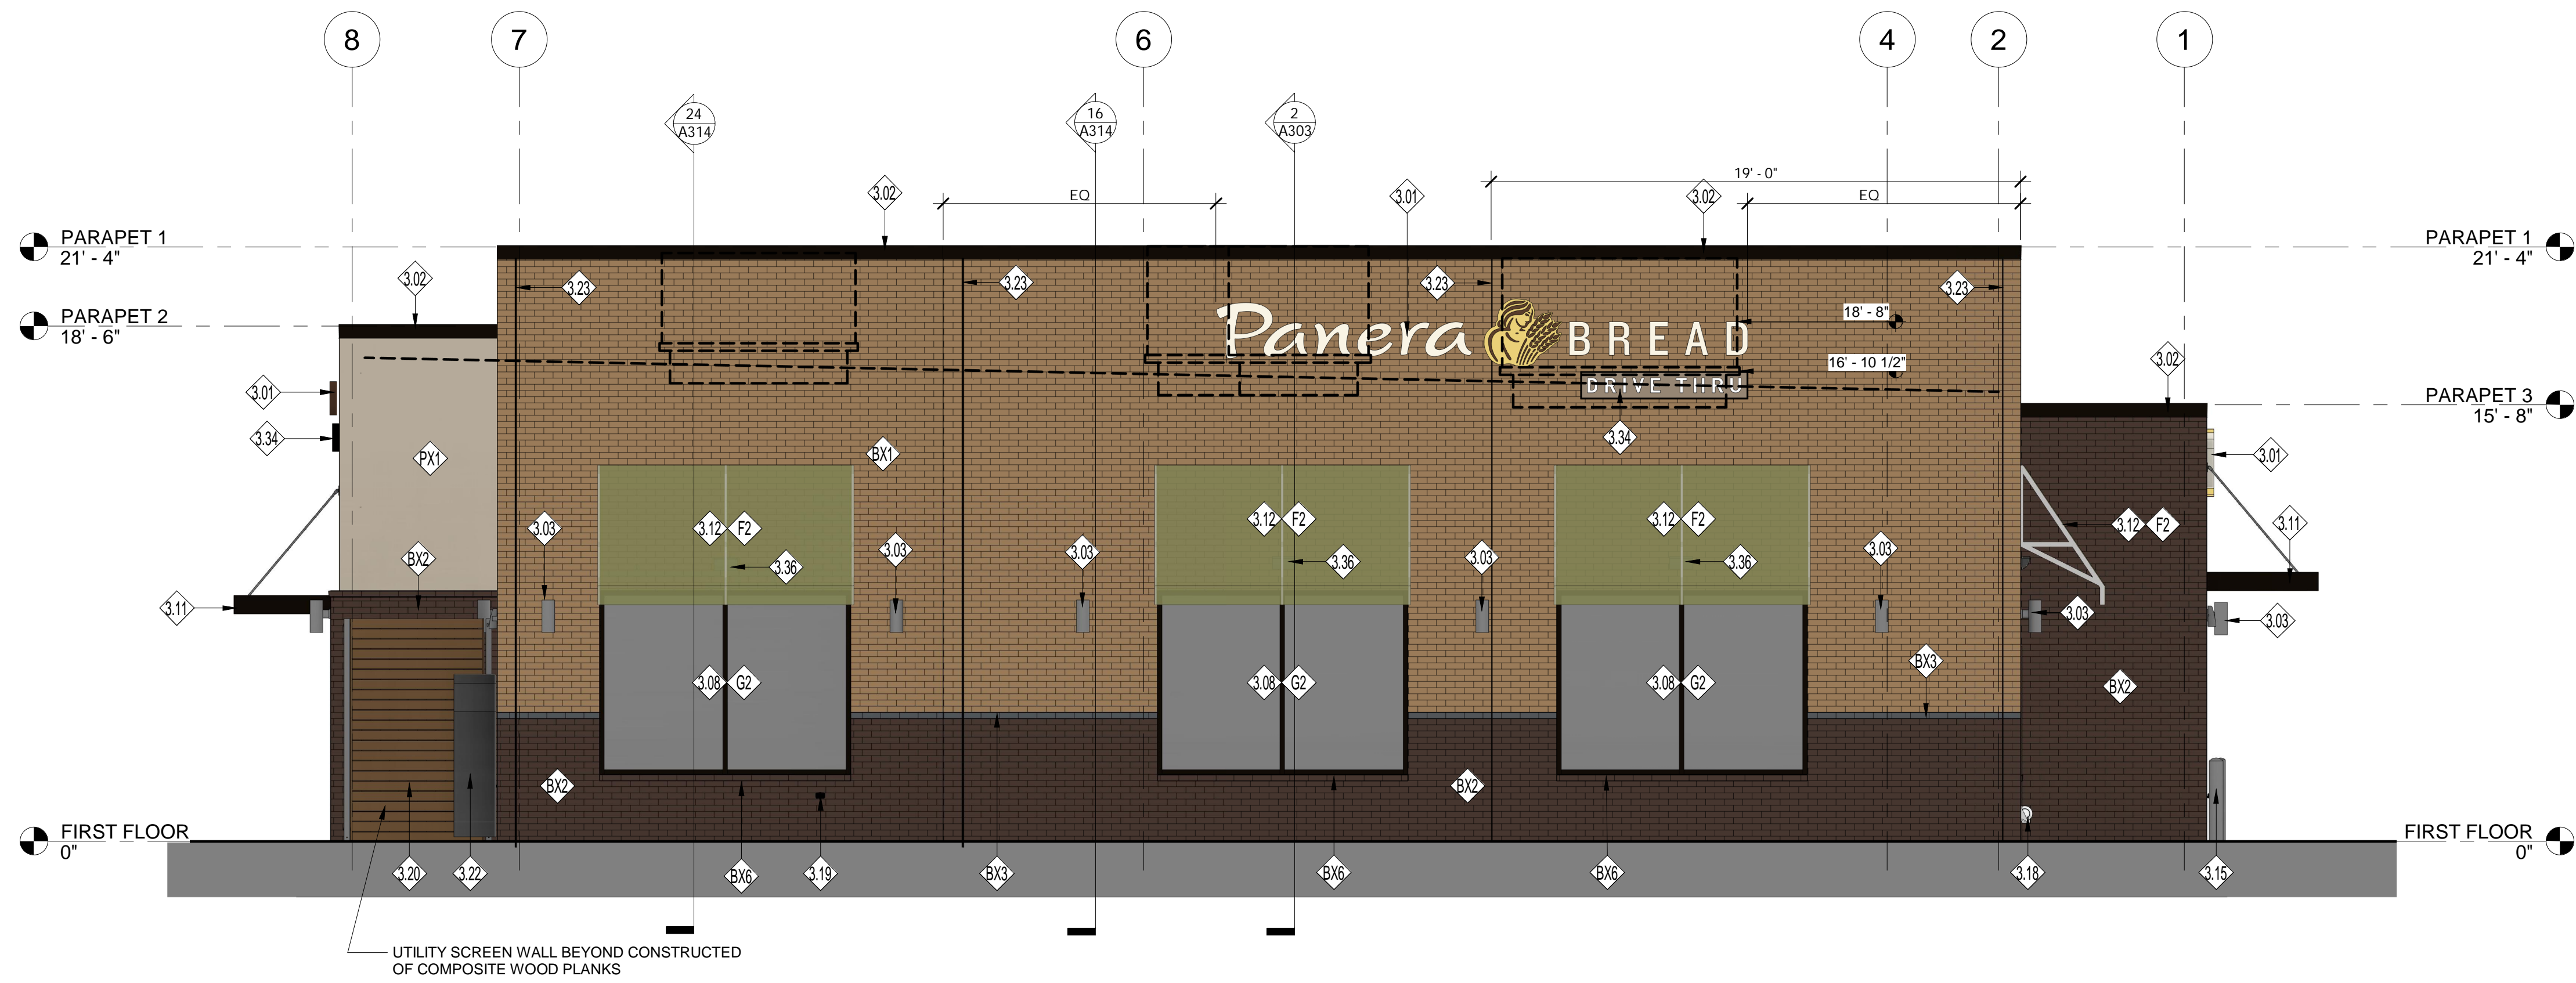 8
7
6
4
2
1
24
A314
16
A314
2
A303
19' - 0"
3.02
EQ
3.01
3.02
EQ
PARAPET 1
21' - 4"
PARAPET 1
21' - 4"
3.02
3.23
3.23
3.23
3.23
PARAPET 2
18' - 6"
18' - 8"
Panera BREAD
16' - 10 1/2"
3.02
DRIVE THRU
3.01
PARAPET 3
15' - 8"
3.34
3.34
PX1
BX1
3.01
3.03
3.12
F2
3.12
F2
3.12
F2
3.12
F2
3.11
BX2
3.03
3.03
3.03
3.03
3.36
3.36
3.36
3.11
3.03
3.03
BX3
3.08
G2
3.08
G2
3.08
G2
BX2
BX2
BX2
FIRST FLOOR
0"
FIRST FLOOR
0"
3.20
3.22
BX6
3.19
BX3
BX6
BX6
3.18
3.15
UTILITY SCREEN WALL BEYOND CONSTRUCTED
OF COMPOSITE WOOD PLANKS